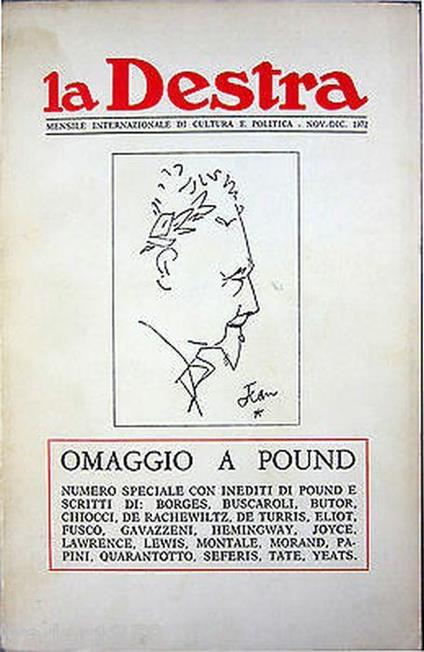 la Destra
MENSILE INTERNAZIONALE DI CULTURA E POLITICA . NOV.-DIC. 1972
Jean
OMAGGIO A POUND
NUMERO SPECIALE CON INEDITI DI POUND E
SCRITTI DI: BORGES, BUSCAROLI, BUTOR,
CHIOCCI, DE RACHEWILTZ, DE TURRIS, ELIOT,
FUSCO, GAVAZZENI, HEMINGWAY, JOYCE,
LAWRENCE, LEWIS, MONTALE, MORAND, PA-
PINI, QUARANTOTTO, SEFERIS, TATE, YEATS.